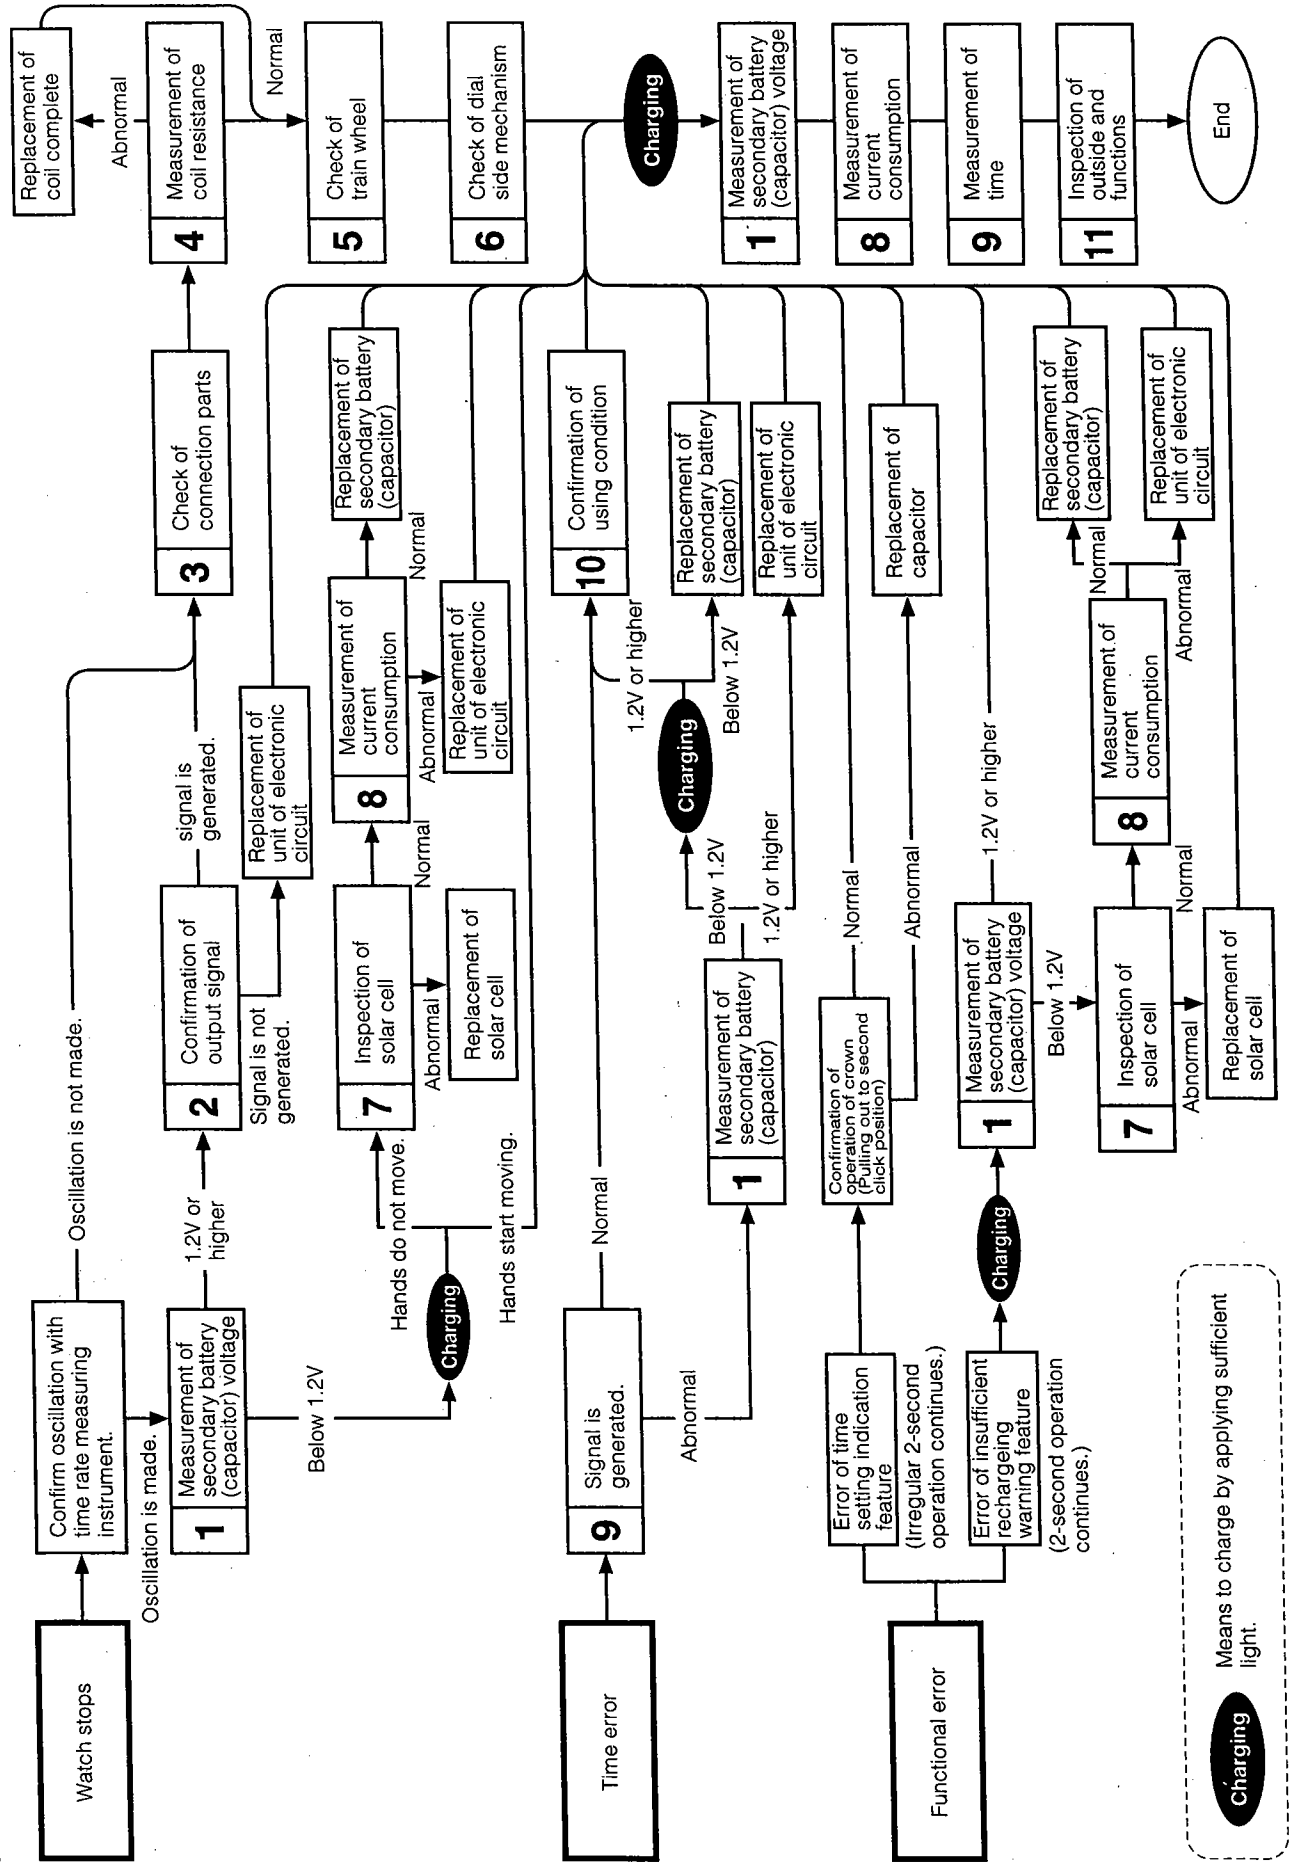 Watch stops
Confirm oscillation with
time rate measuring
instrument.
Oscillation is not made.
Oscillation is made.
1
Measurement of
secondary battery
(capacitor) voltage
1.2V or
higher
Below 1.2V
2
Confirmation of
output signal
signal is
generated.
Signal is not
generated.
Replacement of
unit of electronic
circuit
3
Check of
connection parts
4
Measurement of
coil resistance
Abnormal
Replacement of
coil complete
Normal
5
Check of
train wheel
6
Check of dial
side mechanism
Charging
Hands do not move.
Hands start moving.
7
Inspection of
solar cell
Normal
Abnormal
Replacement of
solar cell
8
Measurement of
current
consumption
Normal
Abnormal
Replacement of
secondary battery
(capacitor)
Replacement of
unit of electronic
circuit
Time error
9
Signal is
generated.
Normal
Abnormal
1
Measurement of
secondary battery
(capacitor)
Below 1.2V
Below 1.2V
1.2V or higher
Charging
1.2V or higher
Below 1.2V
10
Confirmation of
using condition
Replacement of
secondary battery
(capacitor)
Replacement of
unit of electronic
circuit
Functional error
Error of time
setting indication
feature
(Irregular 2-second
operation continues.)
Confirmation of
operation of crown
(Pulling out to second
click position)
Normal
Abnormal
Replacement of
capacitor
Error of insufficient
rechargeing
warning feature
(2-second operation
continues.)
Charging
1
Measurement of
secondary battery
(capacitor) voltage
1.2V or higher
Below 1.2V
7
Inspection of
solar cell
Normal
Abnormal
Replacement of
solar cell
8
Measurement of
current
consumption
Normal
Abnormal
Replacement of
secondary battery
(capacitor)
Replacement of
unit of electronic
circuit
Charging
1
Measurement of
secondary battery
(capacitor) voltage
8
Measurement of
current
consumption
9
Measurement of
time
11
Inspection of
outside and
functions
End
Charging
Means to charge by applying sufficient
light.